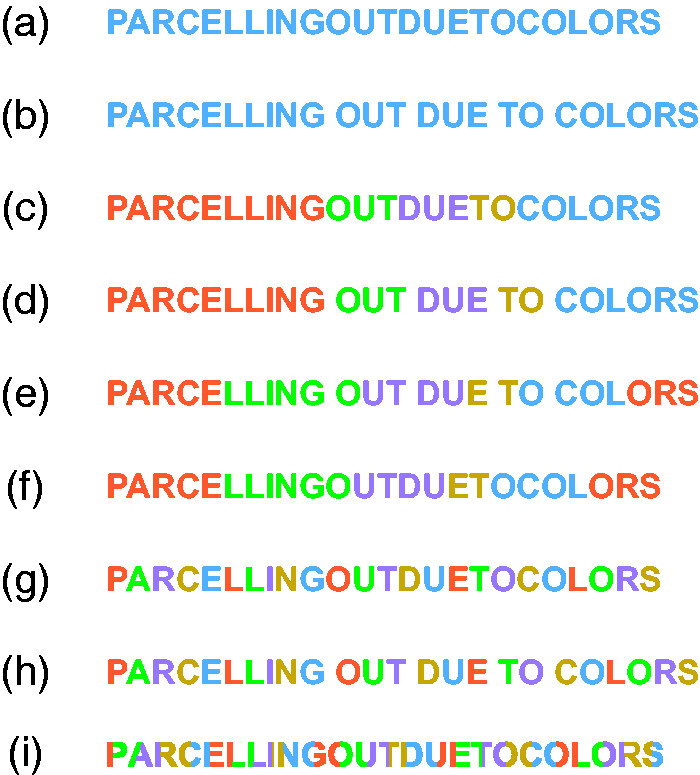 (a) PARCELLINGOUTDUETOCOLORS
(b) PARCELLING OUT DUE TO COLORS
(c) PARCELLINGOUTDUETOCOLORS
(d) PARCELLING OUT DUE TO COLORS
(e) PARCELLING OUT DUE TO COLORS
(f) PARCELLINGOUTDUETOCOLORS
(g) PARCELLINGOUTDUETOCOLORS
(h) PARCELLING OUT DUE TO COLORS
(i) PARCELLINGOUTDUETOCOLORS